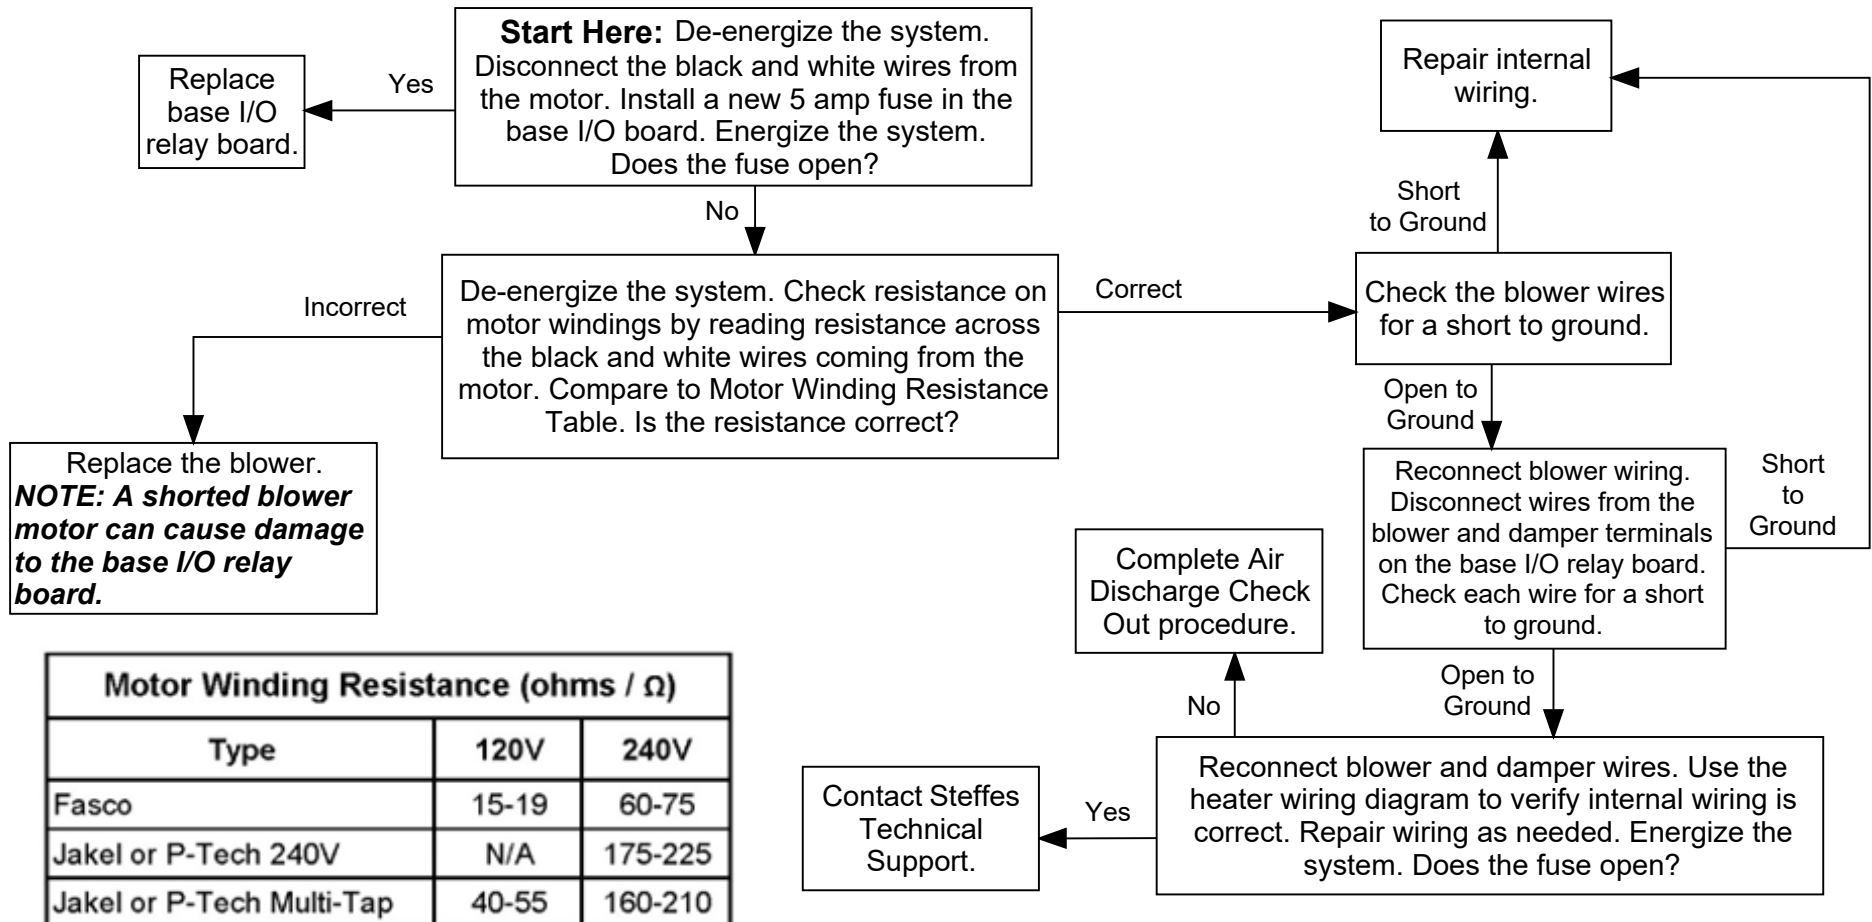 Start Here: De-energize the system.
Disconnect the black and white wires from
the motor. Install a new 5 amp fuse in the
base I/O board. Energize the system.
Does the fuse open?
Yes
Replace
base I/O
relay board.
No
De-energize the system. Check resistance on
motor windings by reading resistance across
the black and white wires coming from the
motor. Compare to Motor Winding Resistance
Table. Is the resistance correct?
Incorrect
Replace the blower.
NOTE: A shorted blower
motor can cause damage
to the base I/O relay
board.
Correct
Check the blower wires
for a short to ground.
Short
to Ground
Repair internal
wiring.
Open to
Ground
Reconnect blower wiring.
Disconnect wires from the
blower and damper terminals
on the base I/O relay board.
Check each wire for a short
to ground.
Short
to
Ground
Open to
Ground
Reconnect blower and damper wires. Use the
heater wiring diagram to verify internal wiring is
correct. Repair wiring as needed. Energize the
system. Does the fuse open?
No
Complete Air
Discharge Check
Out procedure.
Yes
Contact Steffes
Technical
Support.
Motor Winding Resistance (ohms / Ω)
Type 120V 240V
Fasco 15-19 60-75
Jakel or P-Tech 240V N/A 175-225
Jakel or P-Tech Multi-Tap 40-55 160-210